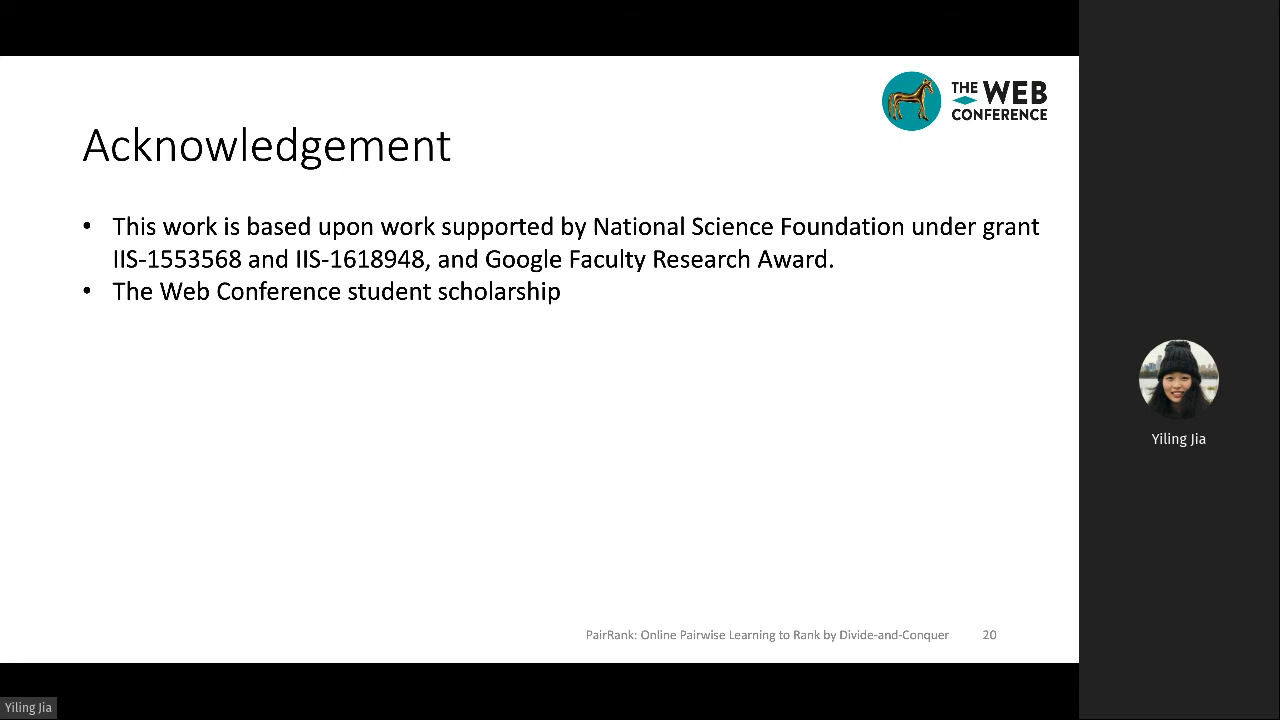 THE WEB
CONFERENCE
Acknowledgement
• This work is based upon work supported by National Science Foundation under grant
IIS-1553568 and IIS-1618948, and Google Faculty Research Award.
• The Web Conference student scholarship
Yiling Jia
PairRank: Online Pairwise Learning to Rank by Divide-and-Conquer 20
Yiling Jia